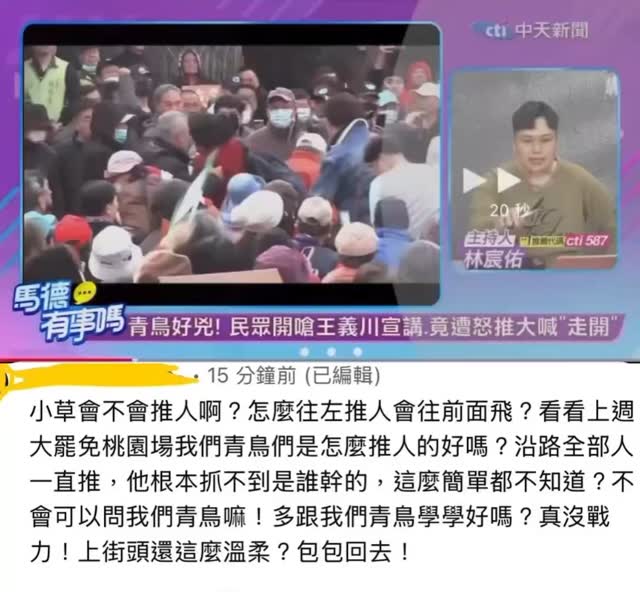 cti 中天新聞
20 秒
主持人
推薦代碼 cti 587
林宸佑
馬德
有事嗎
青鳥好兇! 民眾開嗆王義川宣講.竟遭怒推大喊"走開"
・15 分鐘前 (已編輯)
小草會不會推人啊？怎麼往左推人會往前面飛？看看上週
大罷免桃園場我們青鳥們是怎麼推人的好嗎？沿路全部人
一直推，他根本抓不到是誰幹的，這麼簡單都不知道？不
會可以問我們青鳥嘛！多跟我們青鳥學學好嗎？真沒戰
力！上街頭還這麼溫柔？包包回去！